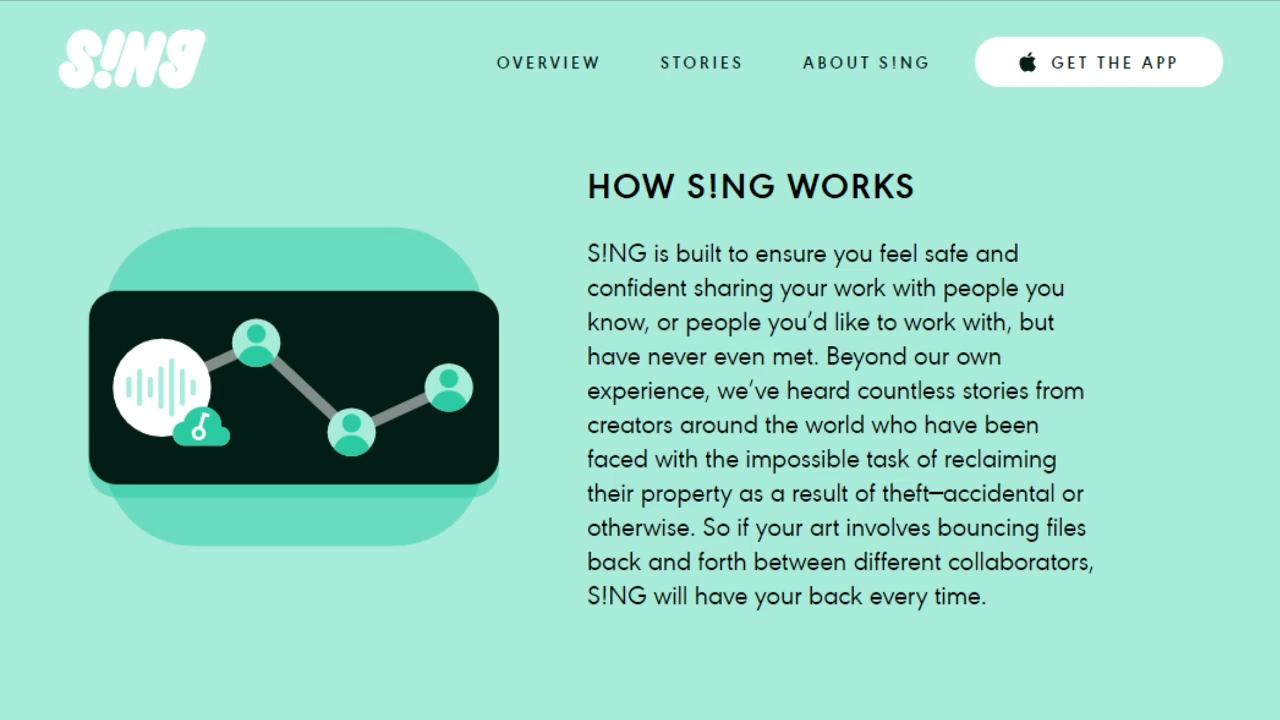 S!NG
OVERVIEW
STORIES
ABOUT S!NG
GET THE APP
HOW S!NG WORKS
S!NG is built to ensure you feel safe and
confident sharing your work with people you
know, or people you’d like to work with, but
have never even met. Beyond our own
experience, we’ve heard countless stories from
creators around the world who have been
faced with the impossible task of reclaiming
their property as a result of theft—accidental or
otherwise. So if your art involves bouncing files
back and forth between different collaborators,
S!NG will have your back every time.